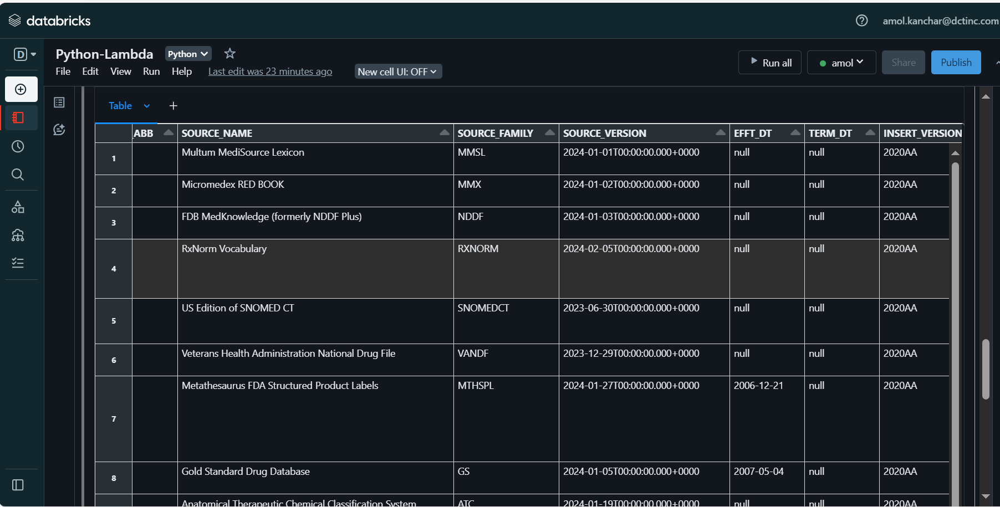 databricks
amol.kanchar@dctinc.com
D
Python-Lambda Python
Run all amol Share Publish
File Edit View Run Help Last edit was 23 minutes ago New cell UI: OFF
Table +
_ABB SOURCE_NAME SOURCE_FAMILY SOURCE_VERSION EFFT_DT TERM_DT INSERT_VERSION
1 Multum MediSource Lexicon MMSL 2024-01-01T00:00:00.000+0000 null null 2020AA
2 Micromedex RED BOOK MMX 2024-01-02T00:00:00.000+0000 null null 2020AA
3 FDB MedKnowledge (formerly NDDF Plus) NDDF 2024-01-03T00:00:00.000+0000 null null 2020AA
4 RxNorm Vocabulary RXNORM 2024-02-05T00:00:00.000+0000 null null 2020AA
5 US Edition of SNOMED CT SNOMEDCT 2023-06-30T00:00:00.000+0000 null null 2020AA
6 Veterans Health Administration National Drug File VANDF 2023-12-29T00:00:00.000+0000 null null 2020AA
7 Metathesaurus FDA Structured Product Labels MTHSPL 2024-01-27T00:00:00.000+0000 2006-12-21 null 2020AA
8 Gold Standard Drug Database GS 2024-01-05T00:00:00.000+0000 2007-05-04 null 2020AA
Anatomical Therapeutic Chemical Classification System ATC 2024-01-19T00:00:00.000+0000 null null 2020AA